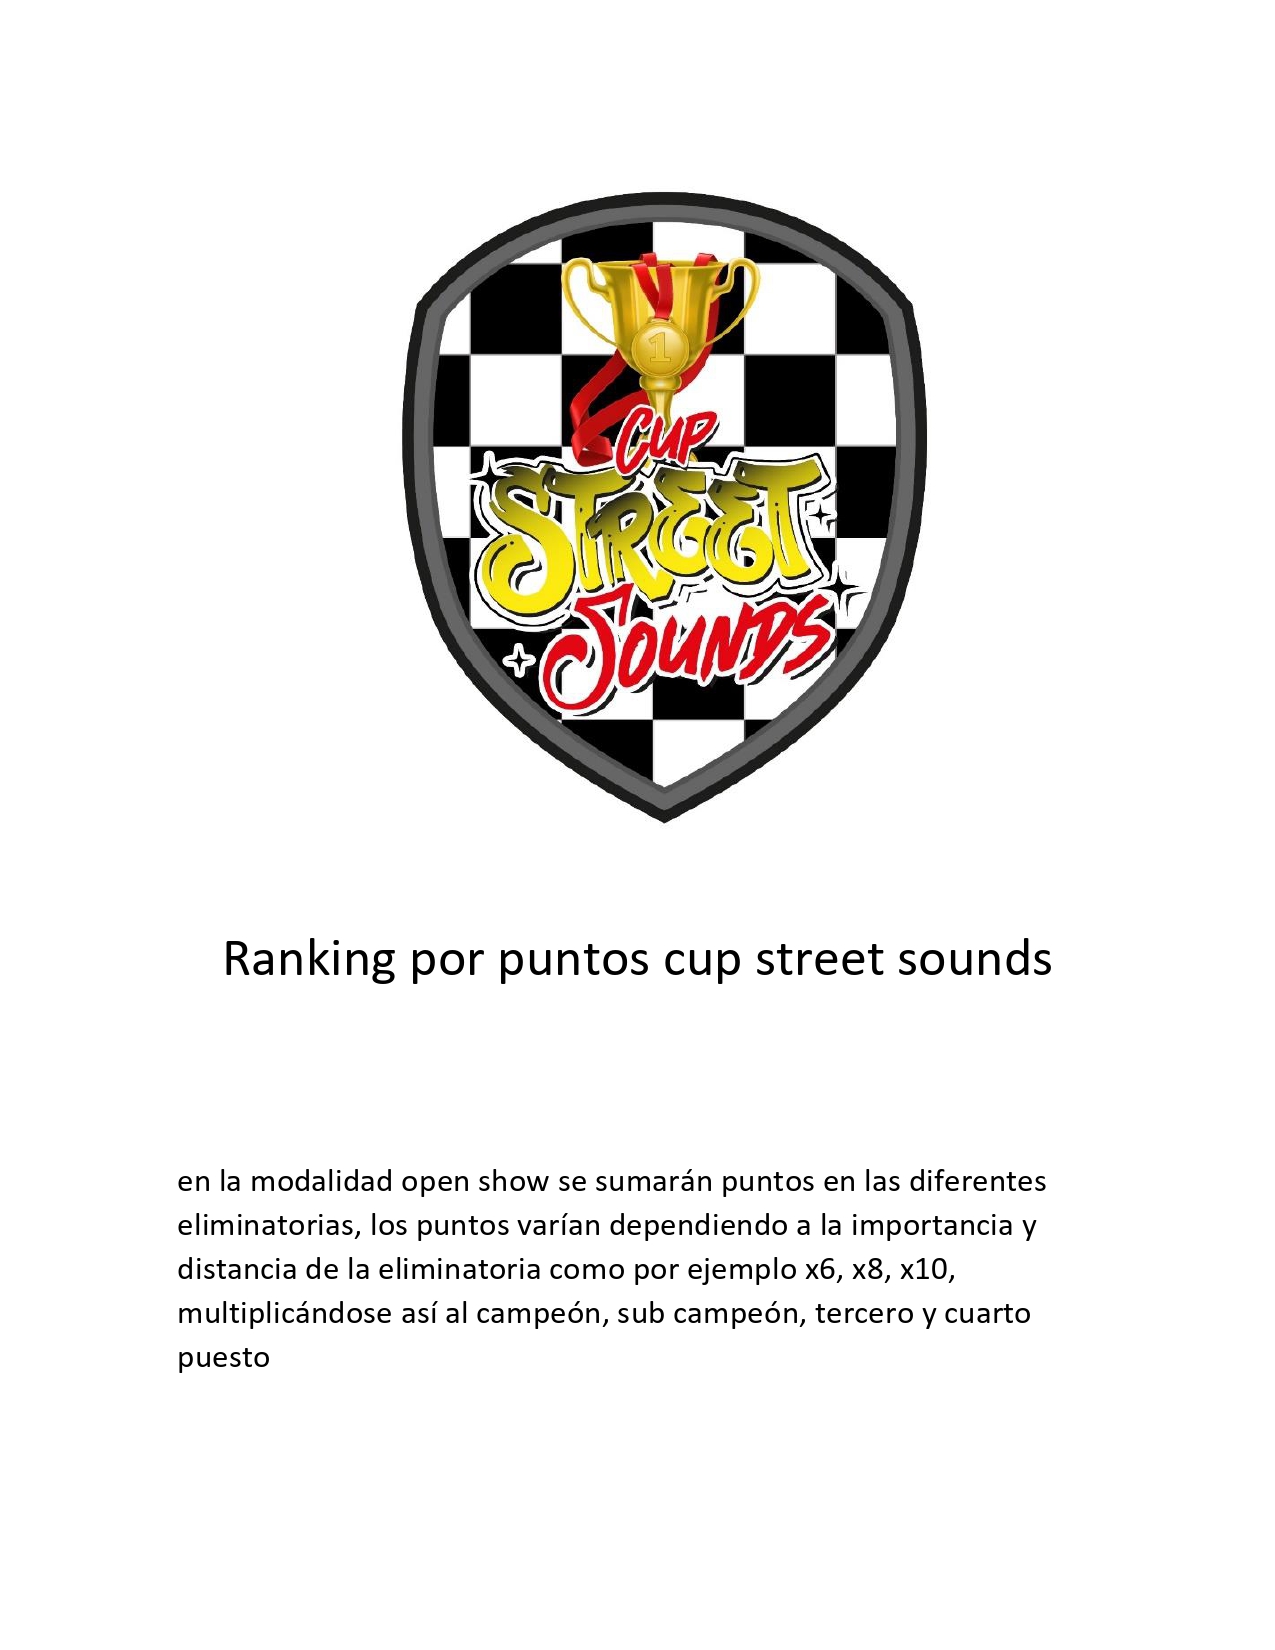 1
CUP
STREET
SOUNDS
Ranking por puntos cup street sounds
en la modalidad open show se sumarán puntos en las diferentes
eliminatorias, los puntos varían dependiendo a la importancia y
distancia de la eliminatoria como por ejemplo x6, x8, x10,
multiplicándose así al campeón, sub campeón, tercero y cuarto
puesto